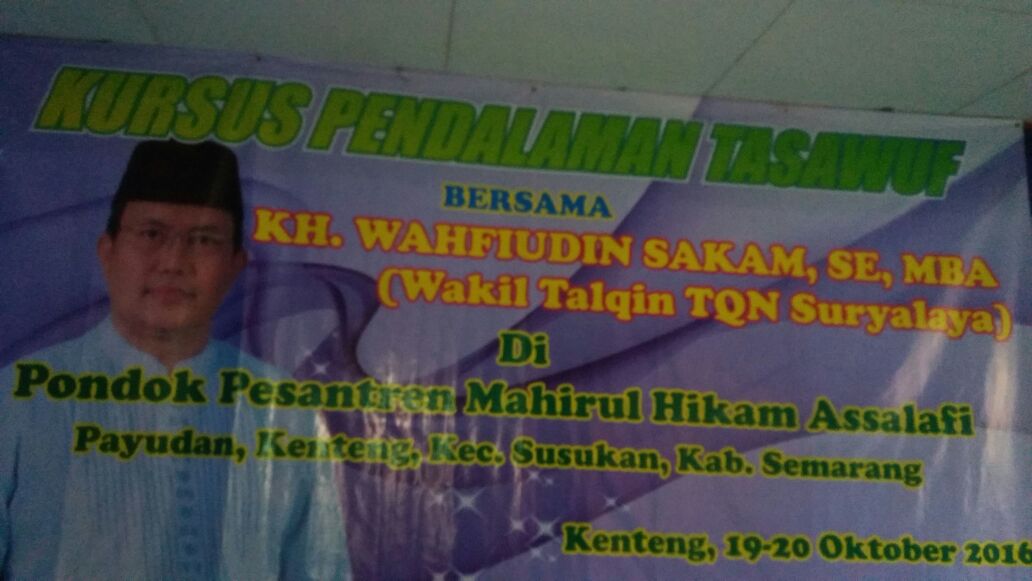 KURSUS PENDALAMAN TASAWUF
BERSAMA
KH. WAHFIUDIN SAKAM, SE, MBA
(Wakil Talqin TQN Suryalaya)
Di
Pondok Pesantren Mahirul Hikam Assalafi
Payudan, Kenteng, Kec. Susukan, Kab. Semarang
Kenteng, 19-20 Oktober 2016